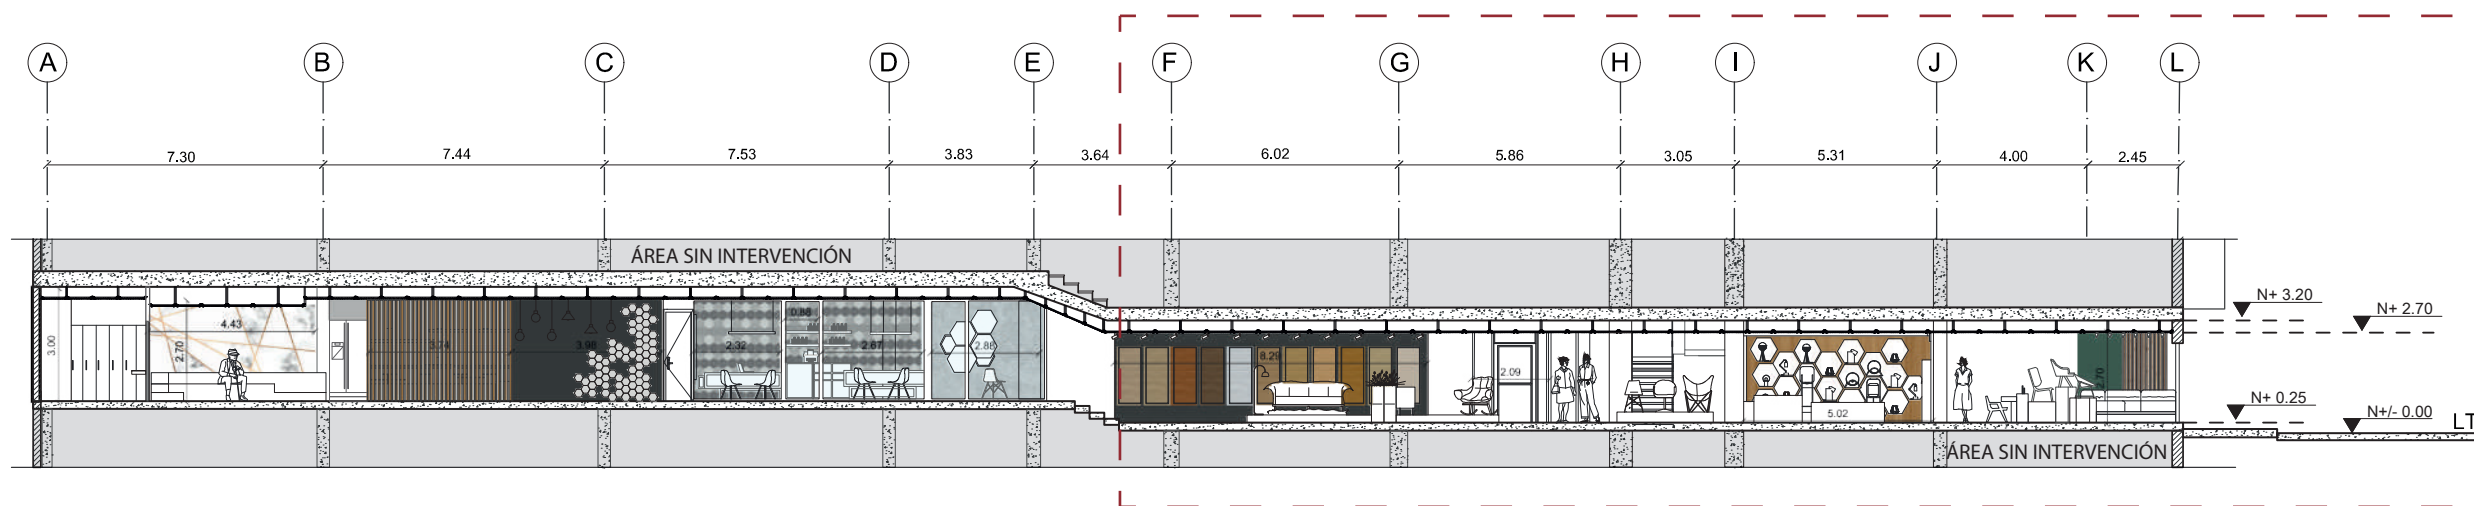 A B C D E F G H I J K L
7.30 7.44 7.53 3.83 3.64 6.02 5.86 3.05 5.31 4.00 2.45
ÁREA SIN INTERVENCIÓN
N+ 3.20
N+ 2.70
3.00
2.70
4.43
3.74
3.98
2.32
0.88
2.67
2.88
8.29
2.09
5.02
2.70
N+ 0.25
N+/- 0.00
LT
ÁREA SIN INTERVENCIÓN